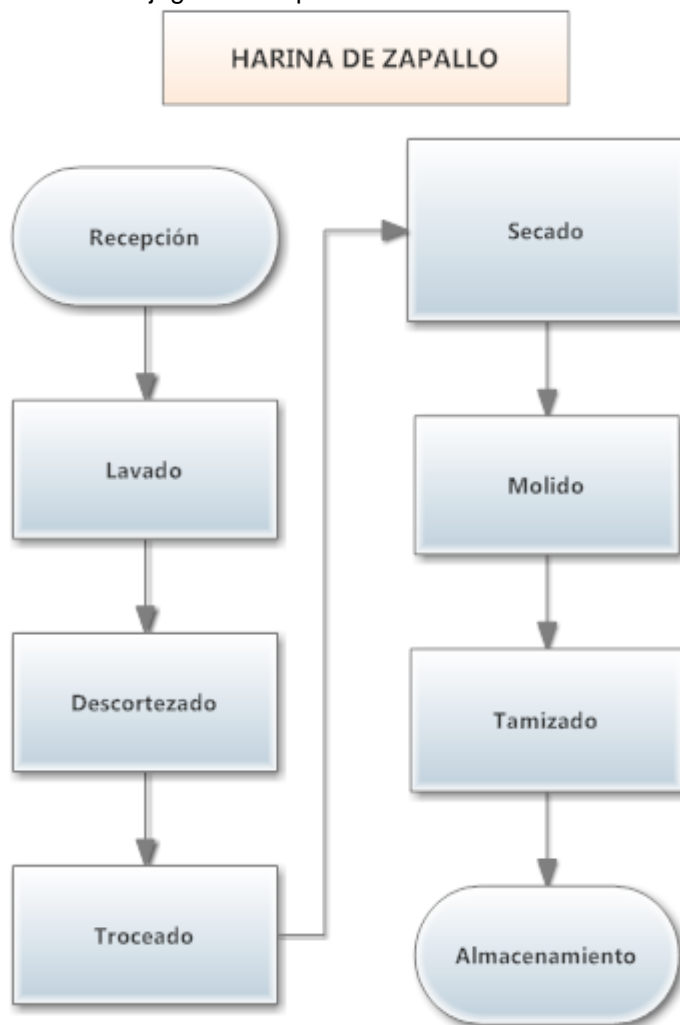 HARINA DE ZAPALLO
Recepción
Lavado
Descortezado
Troceado
Secado
Molido
Tamizado
Almacenamiento